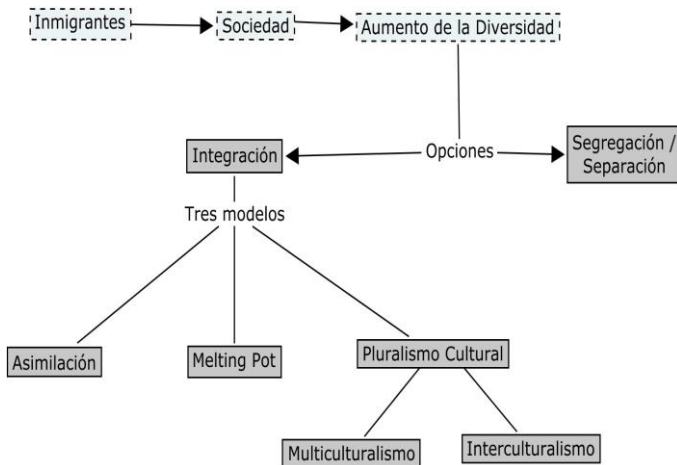 Inmigrantes
Sociedad
Aumento de la Diversidad
Opciones
Integración
Segregación /
Separación
Tres modelos
Asimilación
Melting Pot
Pluralismo Cultural
Multiculturalismo
Interculturalismo